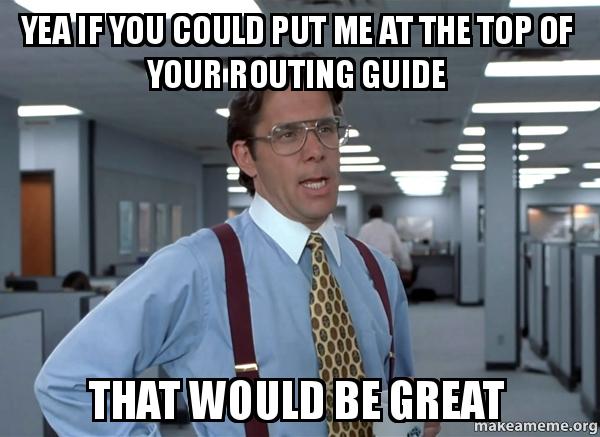 YEA IF YOU COULD PUT ME AT THE TOP OF
YOUR ROUTING GUIDE
THAT WOULD BE GREAT
makeameme.org